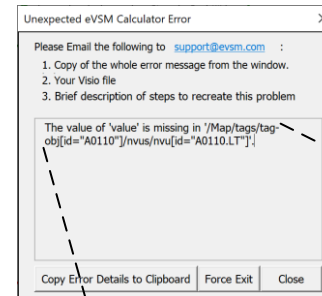 Unexpected eVSM Calculator Error
Please Email the following to support@evsm.com :
1. Copy of the whole error message from the window.
2. Your Visio file
3. Brief description of steps to recreate this problem
The value of 'value' is missing in '/Map/tags/tag-
obj[id="A0110"]/nvus/nvu[id="A0110.LT"]'.
Copy Error Details to Clipboard Force Exit Close